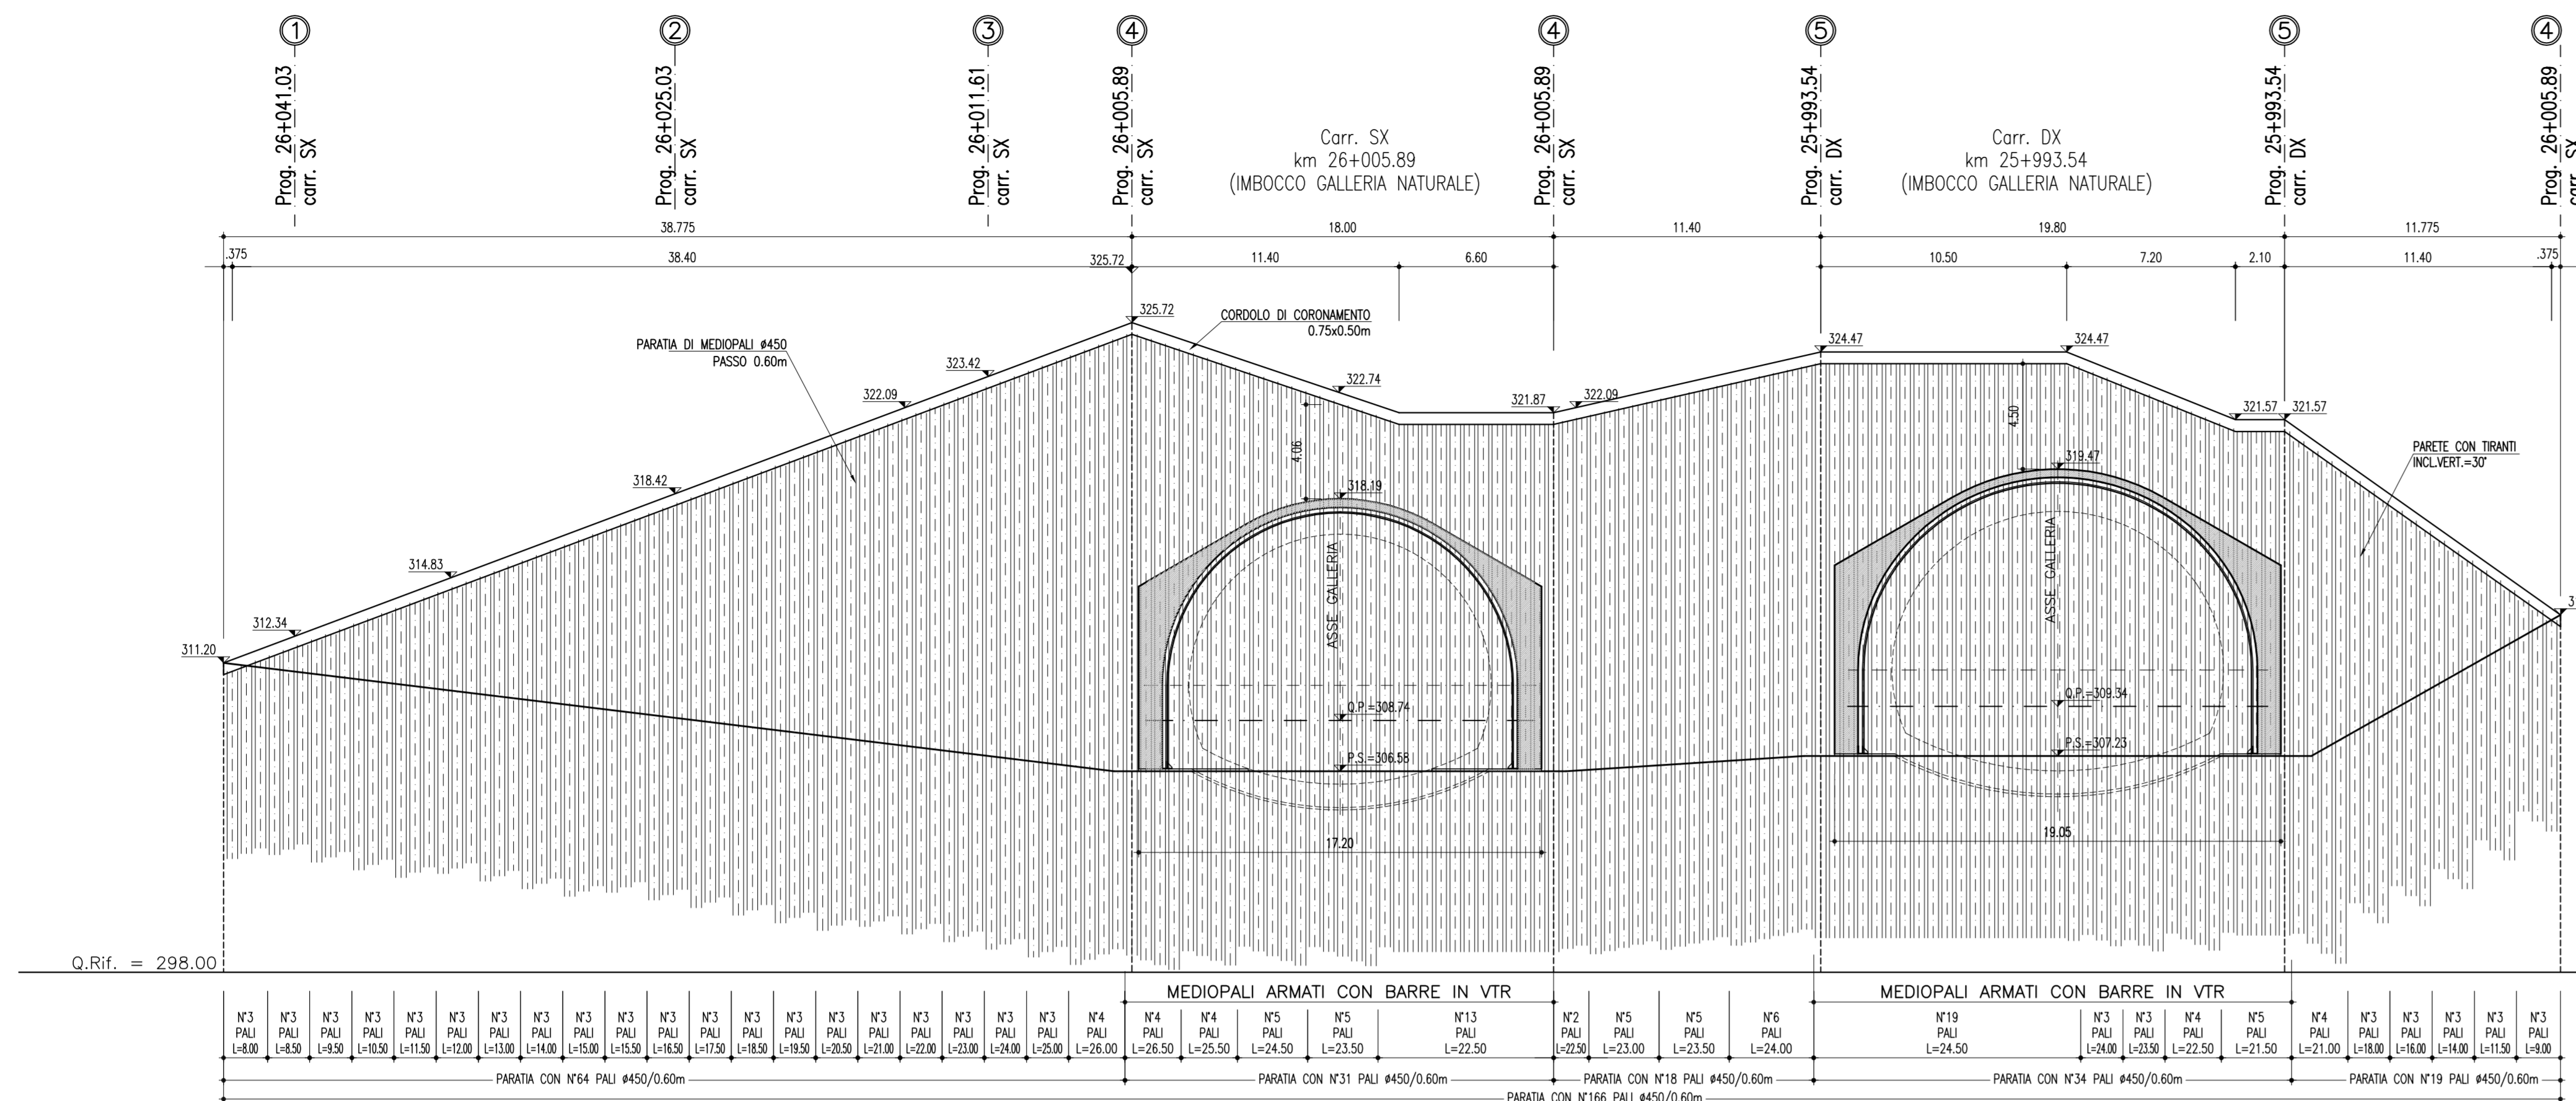 1
2
3
4
4
5
5
4
Prog. 26+041.03
carr. SX
Prog. 26+025.03
carr. SX
Prog. 26+011.61
carr. SX
Prog. 26+005.89
carr. SX
Prog. 26+005.89
carr. SX
Prog. 25+993.54
carr. DX
Prog. 25+993.54
carr. DX
Prog. 26+005.89
carr. SX
Carr. SX
km 26+005.89
(IMBOCCO GALLERIA NATURALE)
Carr. DX
km 25+993.54
(IMBOCCO GALLERIA NATURALE)
38.775
18.00
11.40
19.80
11.775
.375
38.40
325.72
11.40
6.60
10.50
7.20
2.10
11.40
.375
325.72
CORDOLO DI CORONAMENTO
0.75x0.50m
PARATIA DI MEDIOPALI ø450
PASSO 0.60m
323.42
322.09
322.74
321.87
322.09
324.47
324.47
321.57
321.57
4.06
4.50
PARETE CON TIRANTI
INCL.VERT.=30°
318.42
318.19
319.47
314.83
312.34
311.20
ASSE GALLERIA
ASSE GALLERIA
Q.P.=308.74
Q.P.=309.34
P.S.=306.58
P.S.=307.23
17.20
19.05
Q.Rif. = 298.00
MEDIOPALI ARMATI CON BARRE IN VTR
MEDIOPALI ARMATI CON BARRE IN VTR
N°3
PALI
L=8.00
N°3
PALI
L=8.50
N°3
PALI
L=9.50
N°3
PALI
L=10.50
N°3
PALI
L=11.50
N°3
PALI
L=12.00
N°3
PALI
L=13.00
N°3
PALI
L=14.00
N°3
PALI
L=15.00
N°3
PALI
L=15.50
N°3
PALI
L=16.50
N°3
PALI
L=17.50
N°3
PALI
L=18.50
N°3
PALI
L=19.50
N°3
PALI
L=20.50
N°3
PALI
L=21.00
N°3
PALI
L=22.00
N°3
PALI
L=23.00
N°3
PALI
L=24.00
N°3
PALI
L=25.00
N°4
PALI
L=26.00
N°4
PALI
L=26.50
N°4
PALI
L=25.50
N°5
PALI
L=24.50
N°5
PALI
L=23.50
N°13
PALI
L=22.50
N°2
PALI
L=22.50
N°5
PALI
L=23.00
N°5
PALI
L=23.50
N°6
PALI
L=24.00
N°19
PALI
L=24.50
N°3
PALI
L=24.00
N°3
PALI
L=23.50
N°4
PALI
L=22.50
N°5
PALI
L=21.50
N°4
PALI
L=21.00
N°3
PALI
L=18.00
N°3
PALI
L=16.00
N°3
PALI
L=14.00
N°3
PALI
L=11.50
N°3
PALI
L=9.00
PARATIA CON N°64 PALI ø450/0.60m
PARATIA CON N°31 PALI ø450/0.60m
PARATIA CON N°18 PALI ø450/0.60m
PARATIA CON N°34 PALI ø450/0.60m
PARATIA CON N°19 PALI ø450/0.60m
PARATIA CON N°166 PALI ø450/0.60m